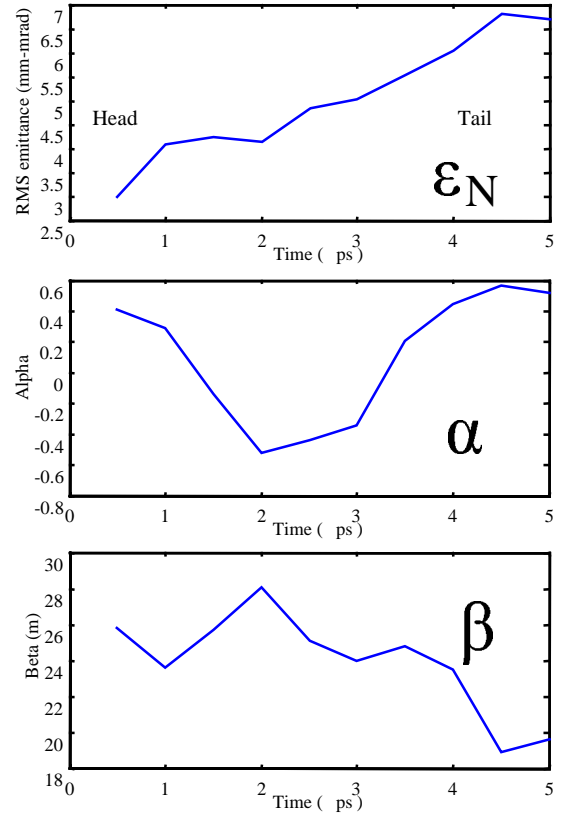 RMS emittance (mm-mrad)
7
6
5.5
5
4.5
4
3.5
3
2.5
Head
Tail
εN
0 1 2 3 4 5
Time ( ps )
Alpha
0.6
0.4
0.2
0
-0.2
-0.4
-0.6
-0.8
α
0 1 2 3 4 5
Time ( ps )
Beta (m)
30
28
26
24
22
20
18
β
0 1 2 3 4 5
Time ( ps )